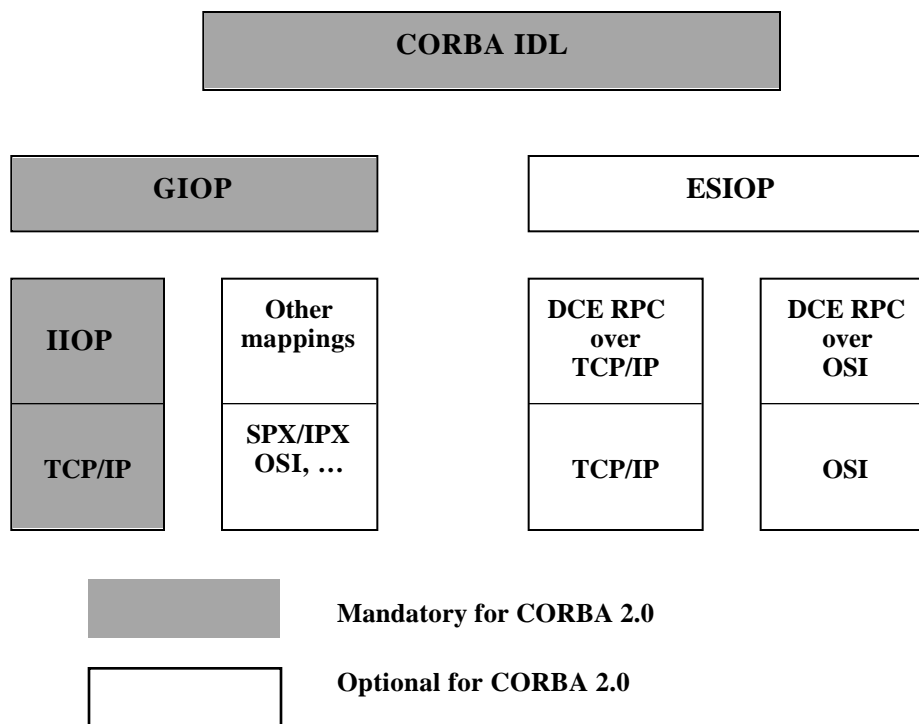 CORBA IDL
GIOP
ESIOP
IIOP
Other
mappings
DCE RPC
over
TCP/IP
DCE RPC
over
OSI
TCP/IP
SPX/IPX
OSI, …
TCP/IP
OSI
Mandatory for CORBA 2.0
Optional for CORBA 2.0